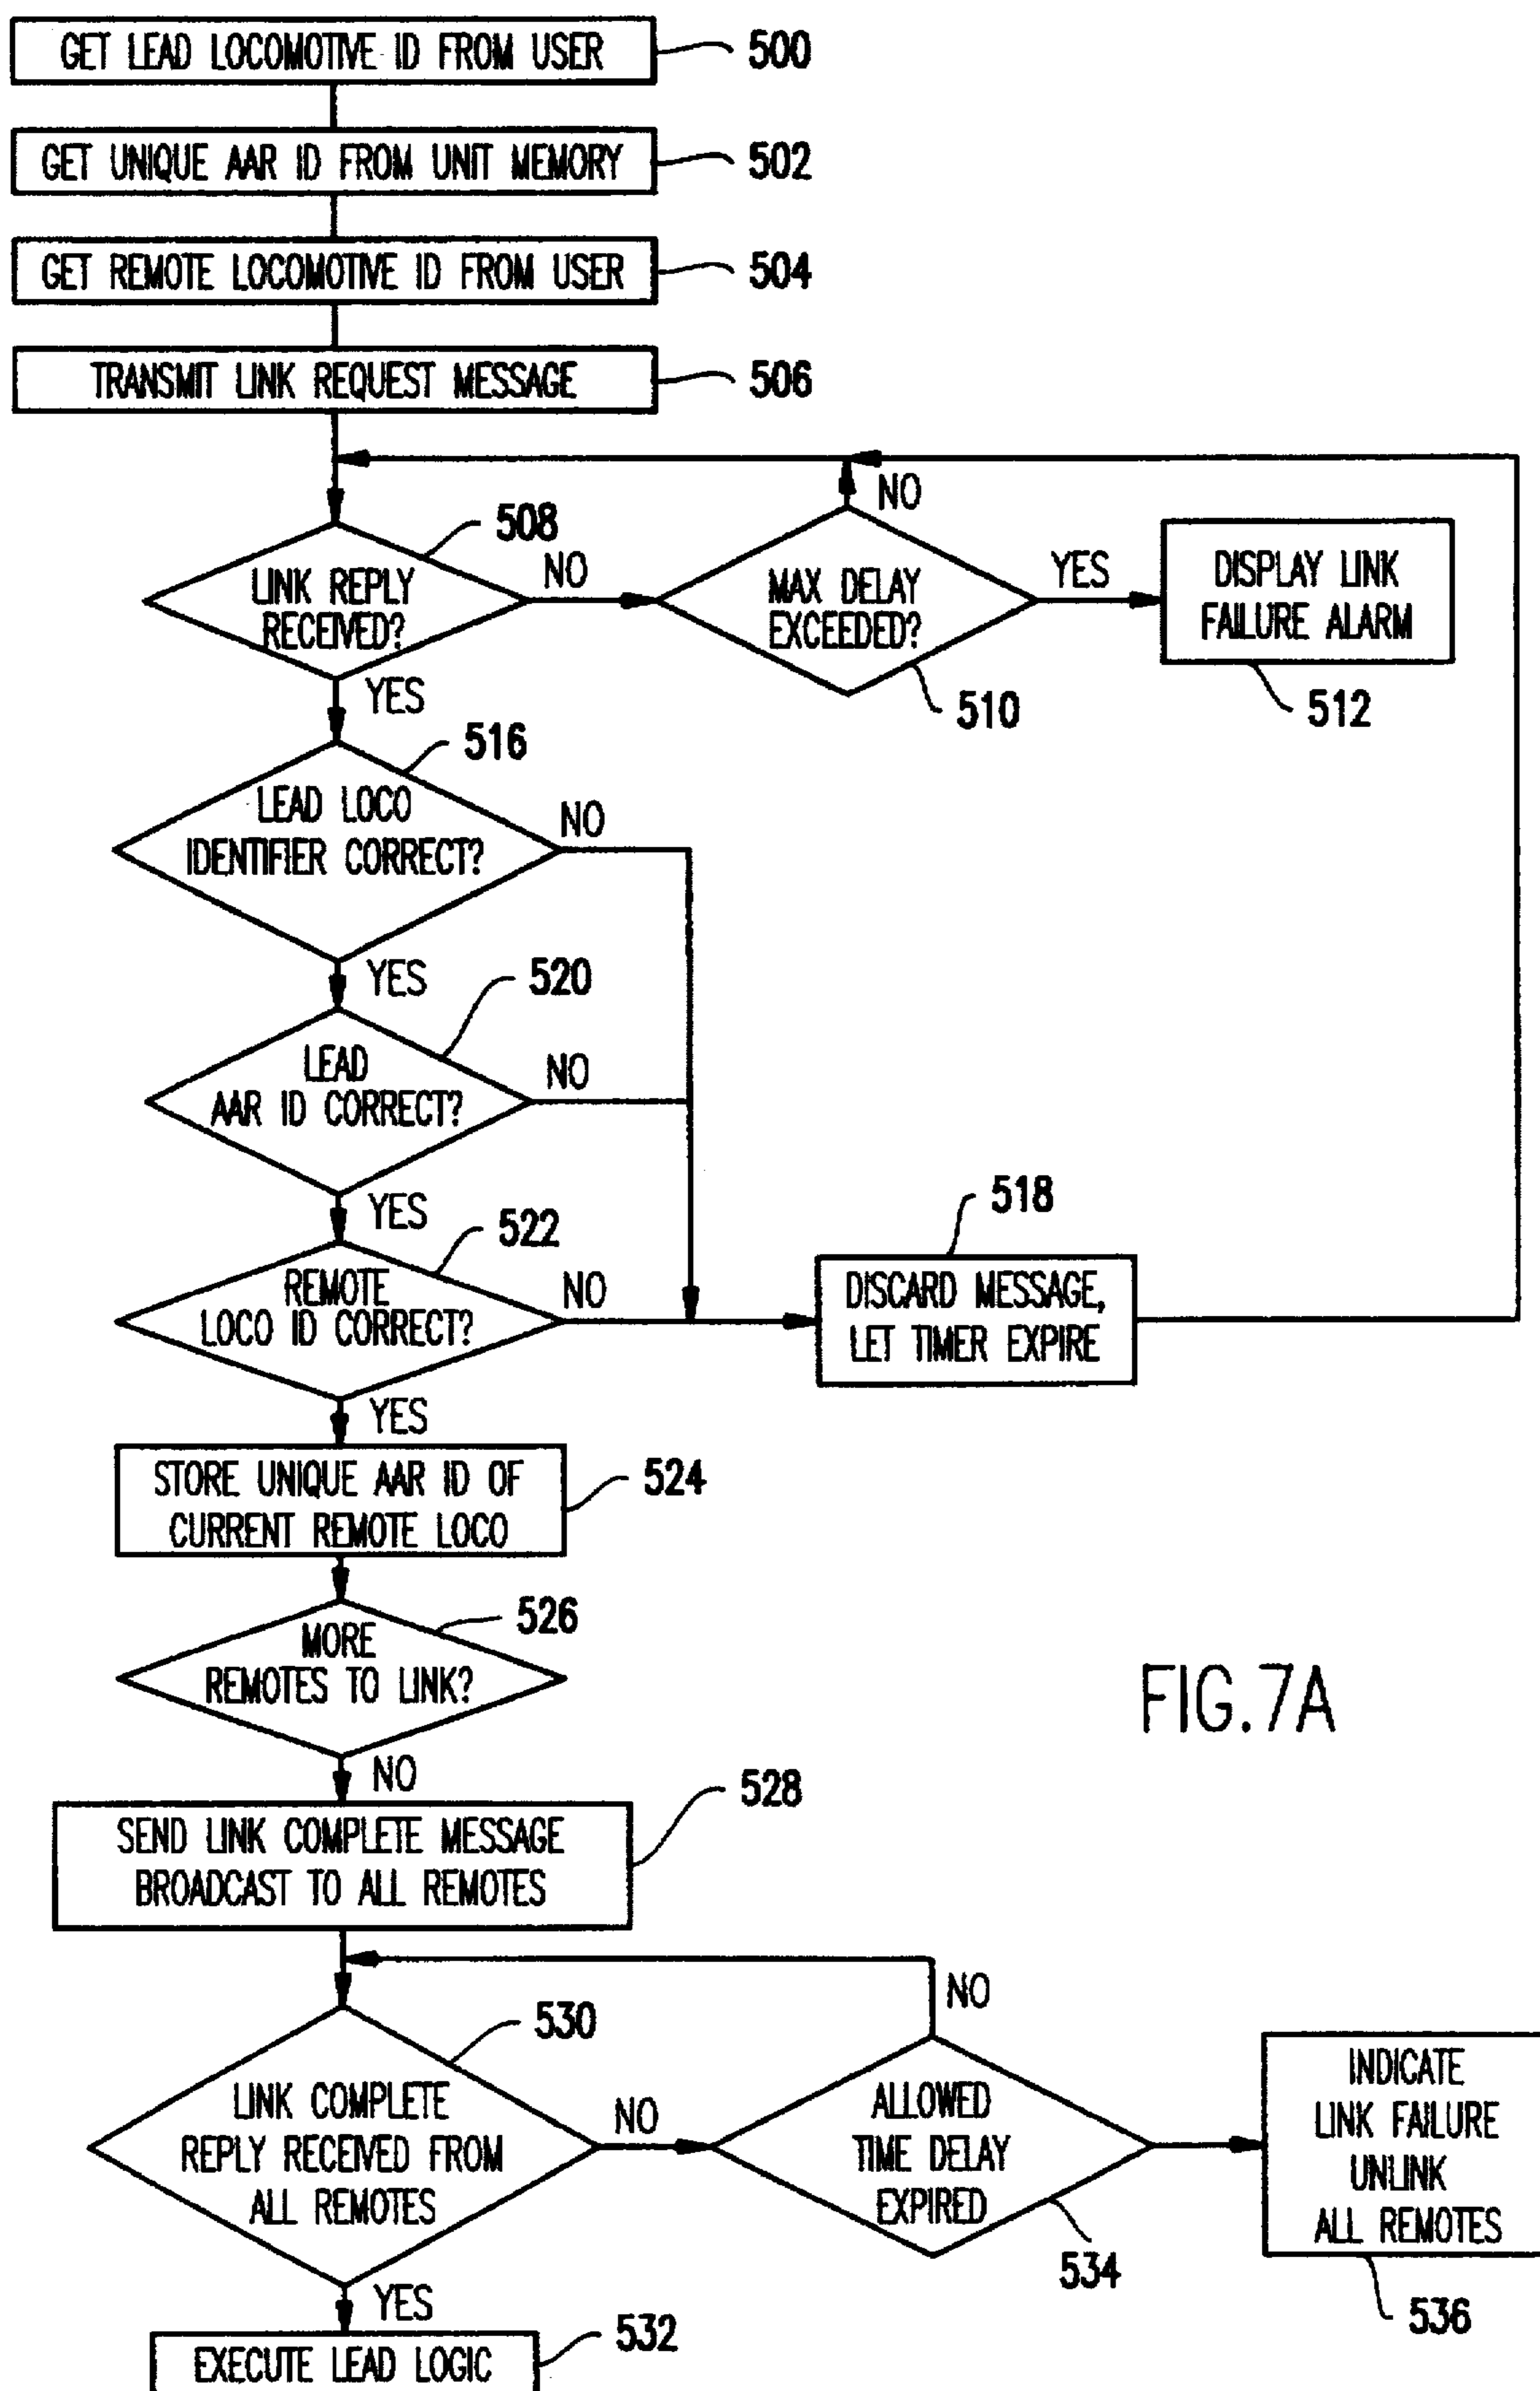 GET LEAD LOCOMOTIVE ID FROM USER
500
GET UNIQUE AAR ID FROM UNIT MEMORY
502
GET REMOTE LOCOMOTIVE ID FROM USER
504
TRANSMIT LINK REQUEST MESSAGE
506
508
LINK REPLY
RECEIVED?
NO
YES
MAX DELAY
EXCEEDED?
NO
YES
510
DISPLAY LINK
FAILURE ALARM
512
516
LEAD LOCO
IDENTIFIER CORRECT?
NO
YES
520
LEAD
AAR ID CORRECT?
NO
YES
522
REMOTE
LOCO ID CORRECT?
NO
YES
518
DISCARD MESSAGE,
LET TIMER EXPIRE
STORE UNIQUE AAR ID OF
CURRENT REMOTE LOCO
524
526
MORE
REMOTES TO LINK?
NO
FIG.7A
528
SEND LINK COMPLETE MESSAGE
BROADCAST TO ALL REMOTES
530
LINK COMPLETE
REPLY RECEIVED FROM
ALL REMOTES
NO
YES
ALLOWED
TIME DELAY
EXPIRED
NO
534
INDICATE
LINK FAILURE
UNLINK
ALL REMOTES
536
EXECUTE LEAD LOGIC
532